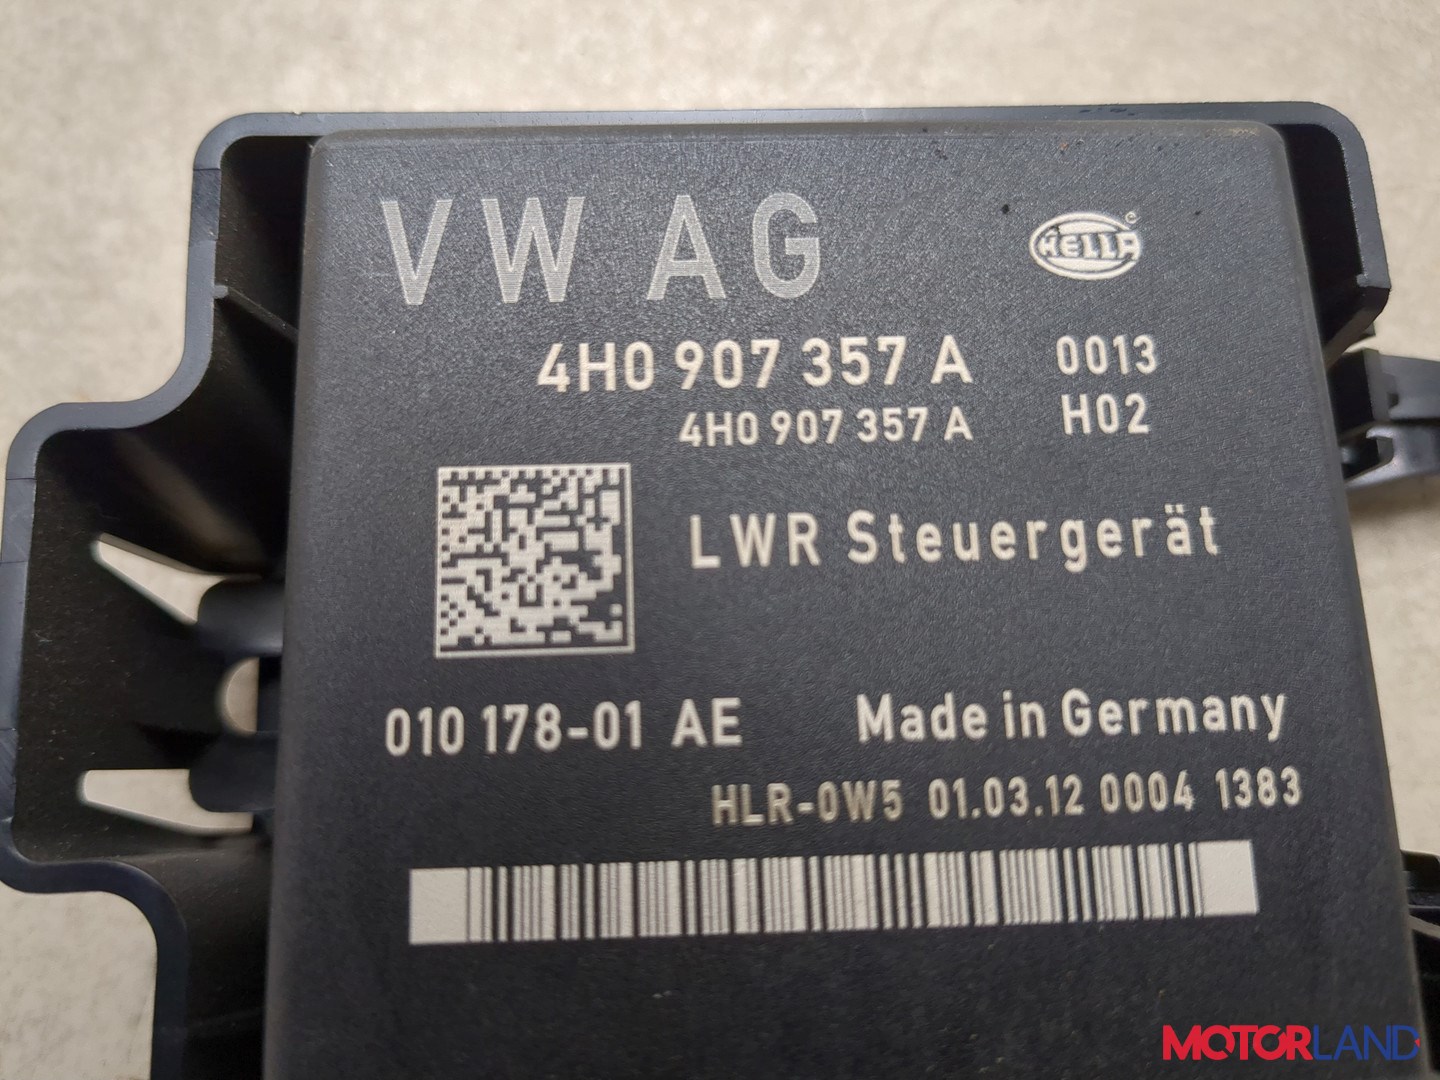 VW AG
HELLA
4H0 907 357 A 0013
4H0 907 357 A H02
LWR Steuergerät
010 178-01 AE Made in Germany
HLR-0W5 01.03.12 0004 1383
MOTORLAND